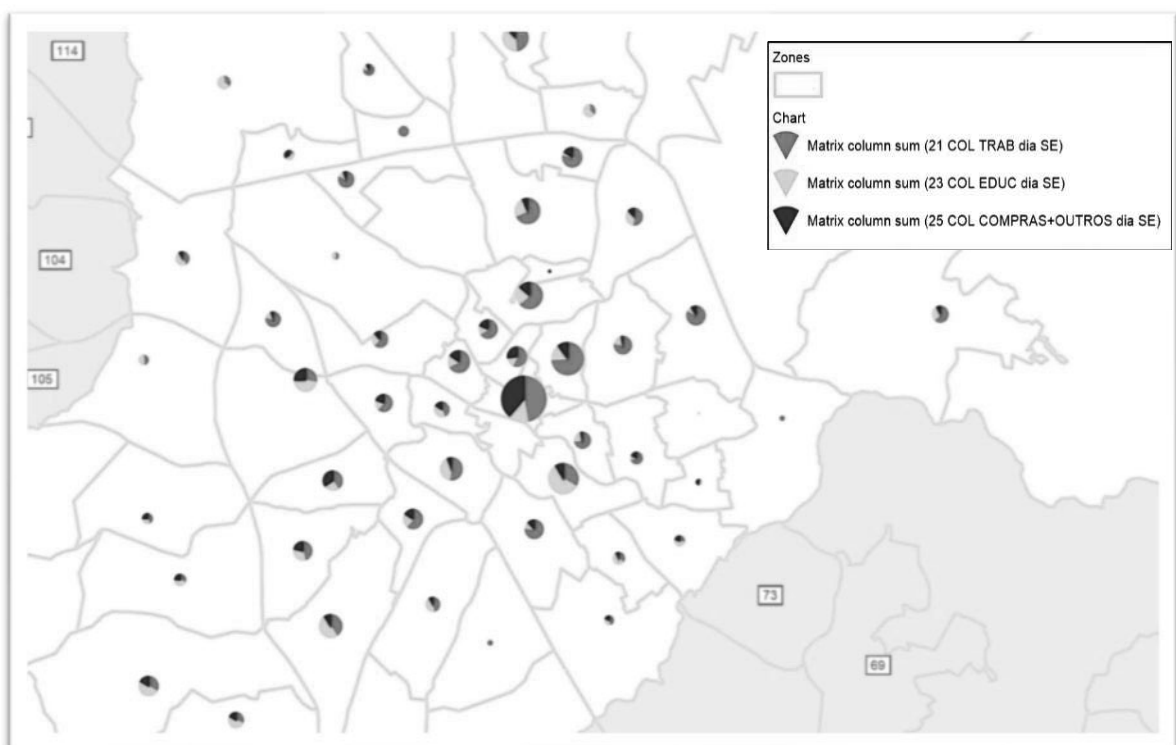 114
104
105
73
69
Zones
Chart
Matrix column sum (21 COL TRAB dia SE)
Matrix column sum (23 COL EDUC dia SE)
Matrix column sum (25 COL COMPRAS+OUTROS dia SE)